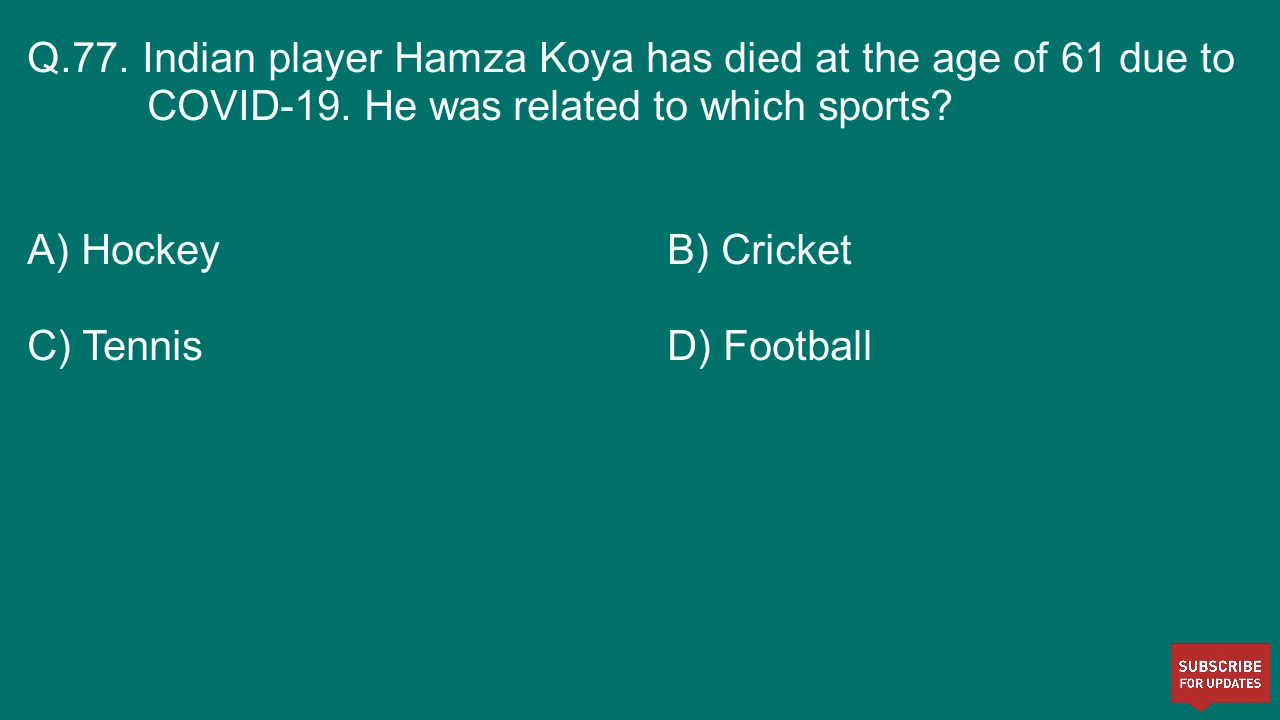 Q.77. Indian player Hamza Koya has died at the age of 61 due to
COVID-19. He was related to which sports?
A) Hockey
B) Cricket
C) Tennis
D) Football
SUBSCRIBE
FOR UPDATES